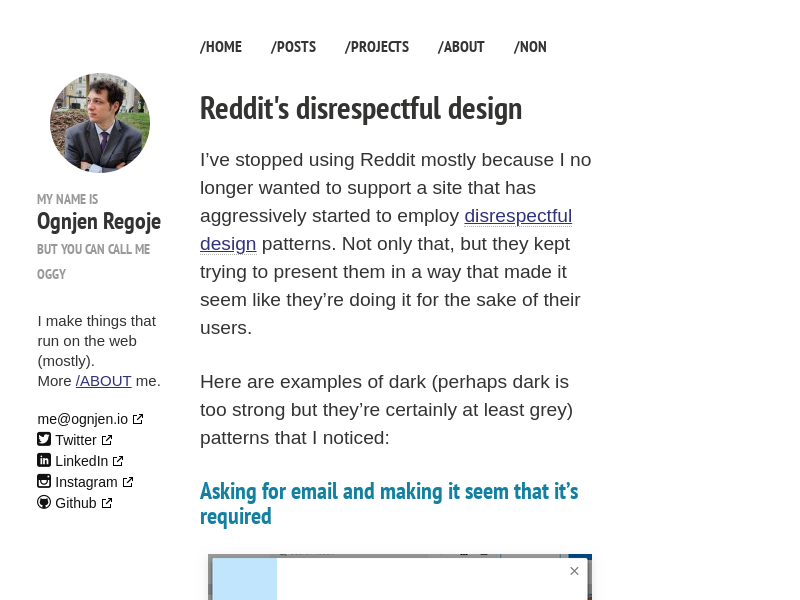 /HOME /POSTS /PROJECTS /ABOUT /NON
MY NAME IS
Ognjen Regoje
BUT YOU CAN CALL ME
OGGY
I make things that
run on the web
(mostly).
More /ABOUT me.
me@ognjen.io
Twitter
LinkedIn
Instagram
Github
Reddit's disrespectful design
I’ve stopped using Reddit mostly because I no
longer wanted to support a site that has
aggressively started to employ disrespectful
design patterns. Not only that, but they kept
trying to present them in a way that made it
seem like they’re doing it for the sake of their
users.
Here are examples of dark (perhaps dark is
too strong but they’re certainly at least grey)
patterns that I noticed:
Asking for email and making it seem that it’s
required